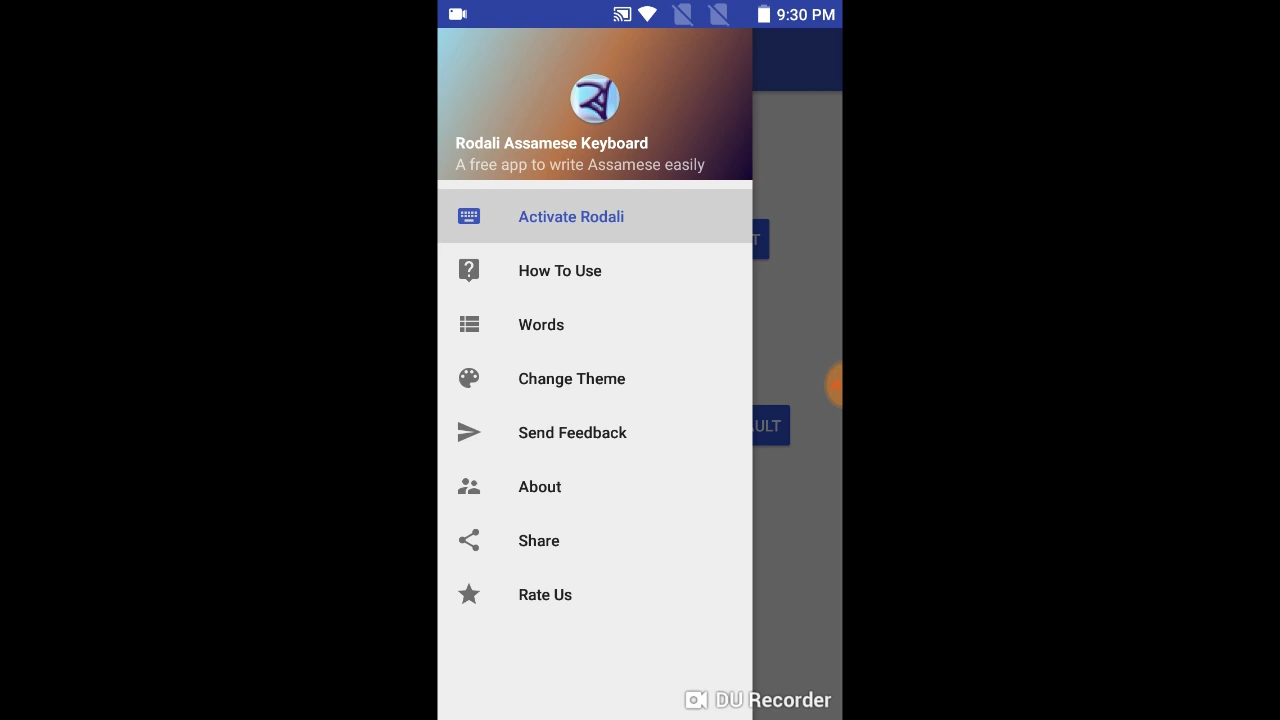 9:30 PM
ৰ
Rodali Assamese Keyboard
A free app to write Assamese easily
Activate Rodali
T
How To Use
Words
Change Theme
Send Feedback
ULT
About
Share
Rate Us
DU Recorder